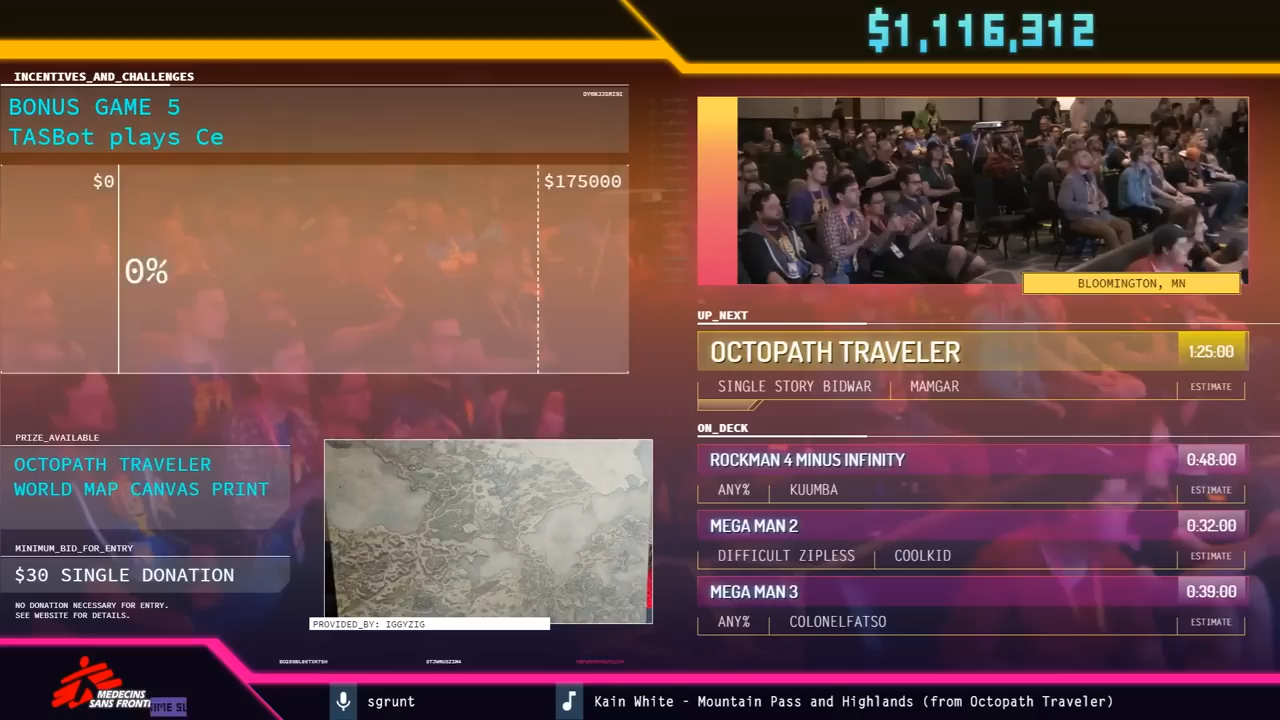 $1,116,312
INCENTIVES_AND_CHALLENGES
BONUS GAME 5
TASBot plays Ce
$0
$175000
0%
BLOOMINGTON, MN
UP_NEXT
OCTOPATH TRAVELER
1:25:00
SINGLE STORY BIDWAR
MAMGAR
ESTIMATE
ON_DECK
ROCKMAN 4 MINUS INFINITY
0:48:00
ANY%
KUUMBA
ESTIMATE
MEGA MAN 2
0:32:00
DIFFICULT ZIPLESS
COOLKID
ESTIMATE
MEGA MAN 3
0:39:00
ANY%
COLONELFATSO
ESTIMATE
PRIZE_AVAILABLE
OCTOPATH TRAVELER
WORLD MAP CANVAS PRINT
MINIMUM_BID_FOR_ENTRY
$30 SINGLE DONATION
NO DONATION NECESSARY FOR ENTRY.
SEE WEBSITE FOR DETAILS.
PROVIDED_BY: IGGYZIG
MEDECINS
SANS FRONTI
sgrunt
Kain White - Mountain Pass and Highlands (from Octopath Traveler)